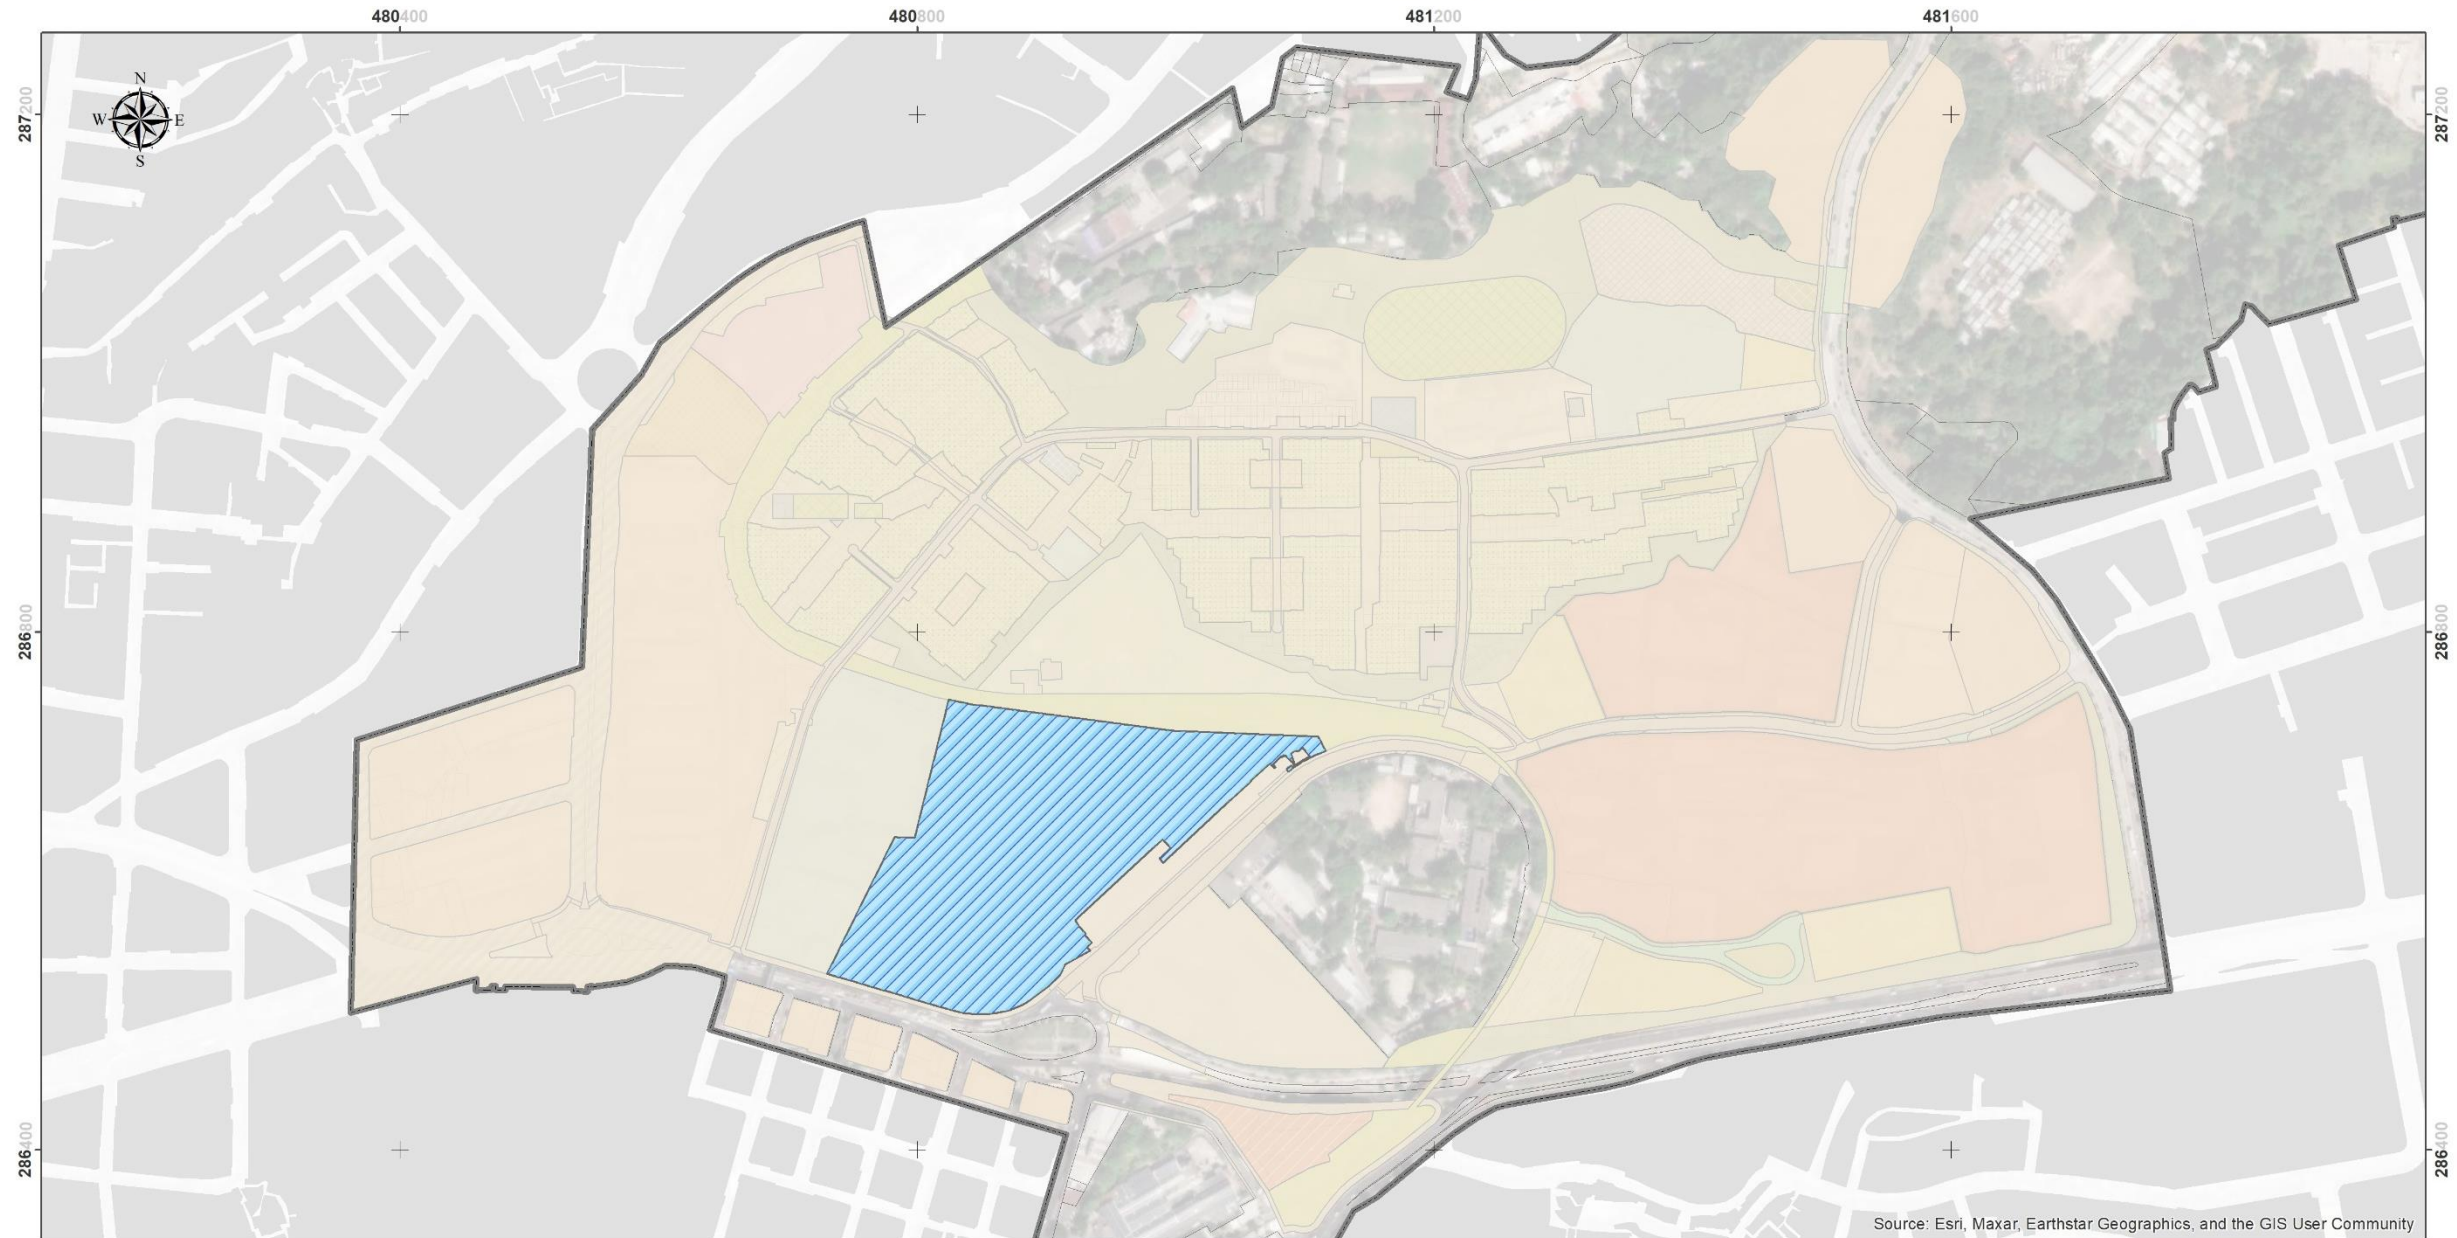 480400 480800 481200 481600
N
W E
S
287200 287200
286800 286800
286400 286400
Source: Esri, Maxar, Earthstar Geographics, and the GIS User Community